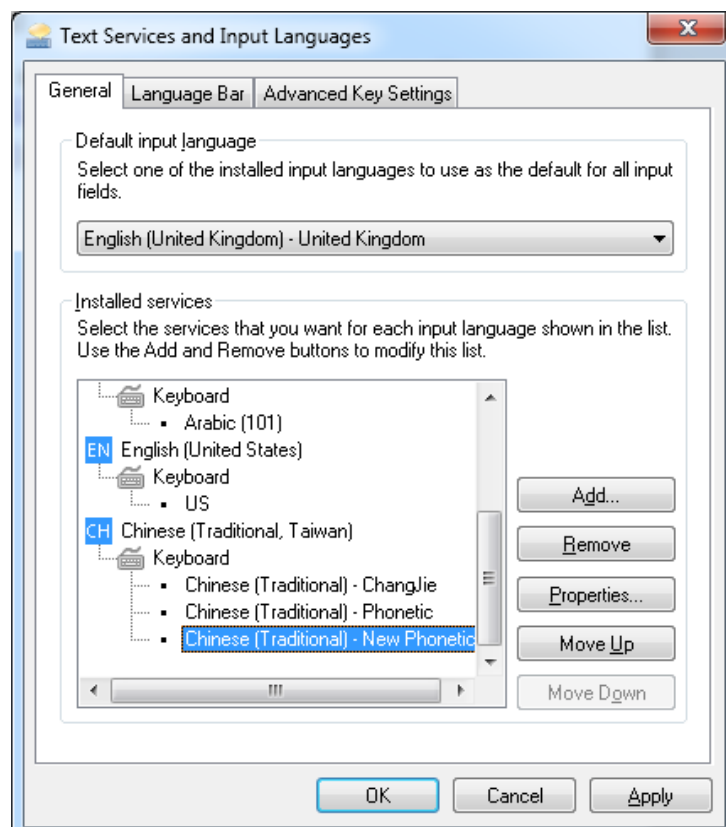 Text Services and Input Languages
General
Language Bar
Advanced Key Settings
Default input language
Select one of the installed input languages to use as the default for all input
fields.
English (United Kingdom) - United Kingdom
Installed services
Select the services that you want for each input language shown in the list.
Use the Add and Remove buttons to modify this list.
Keyboard
Arabic (101)
EN English (United States)
Keyboard
US
CH Chinese (Traditional, Taiwan)
Keyboard
Chinese (Traditional) - ChangJie
Chinese (Traditional) - Phonetic
Chinese (Traditional) - New Phonetic
Add...
Remove
Properties...
Move Up
Move Down
OK
Cancel
Apply